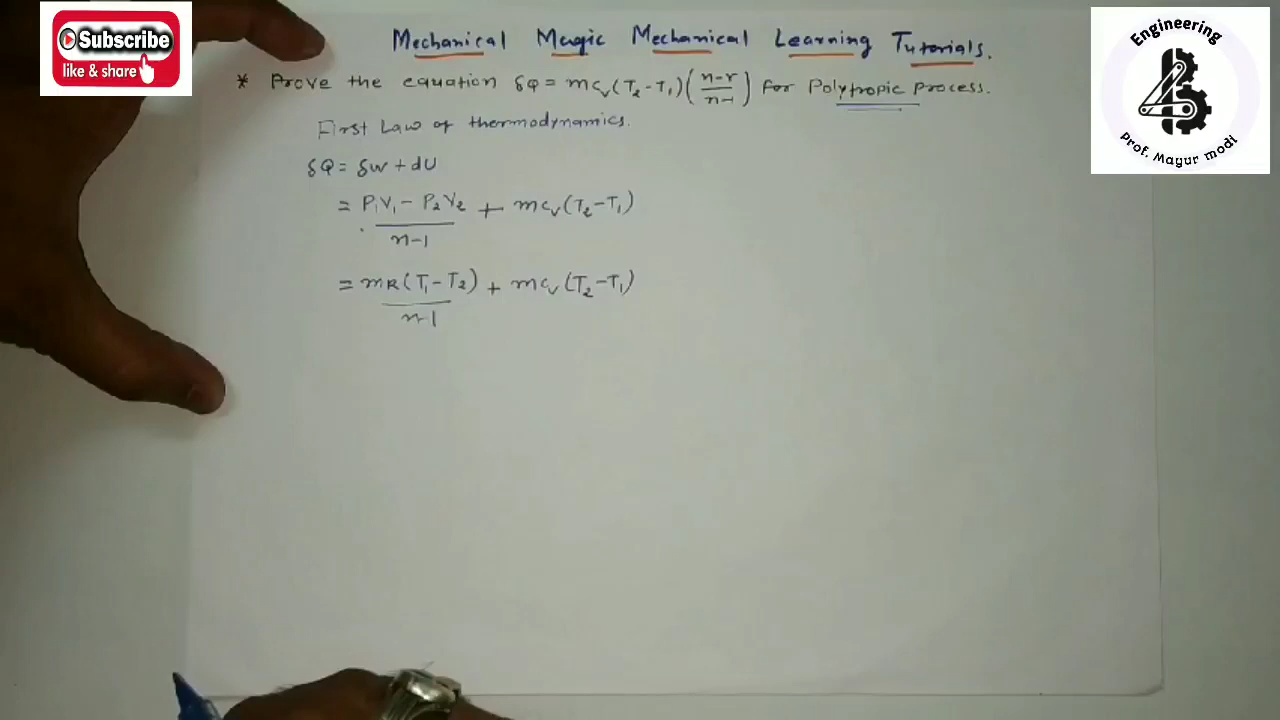 Subscribe
like & share
Engineering
Prof. Mayur modi
Mechanical Magic Mechanical Learning Tutorials.
* Prove the equation δQ = mCv(T2-T1)(n-r/n-1) for Polytropic process.
First Law of thermodynamics.
δQ = δW + dU
= P1V1 - P2V2/n-1 + mCv(T2-T1)
= mR(T1-T2)/n-1 + mCv(T2-T1)